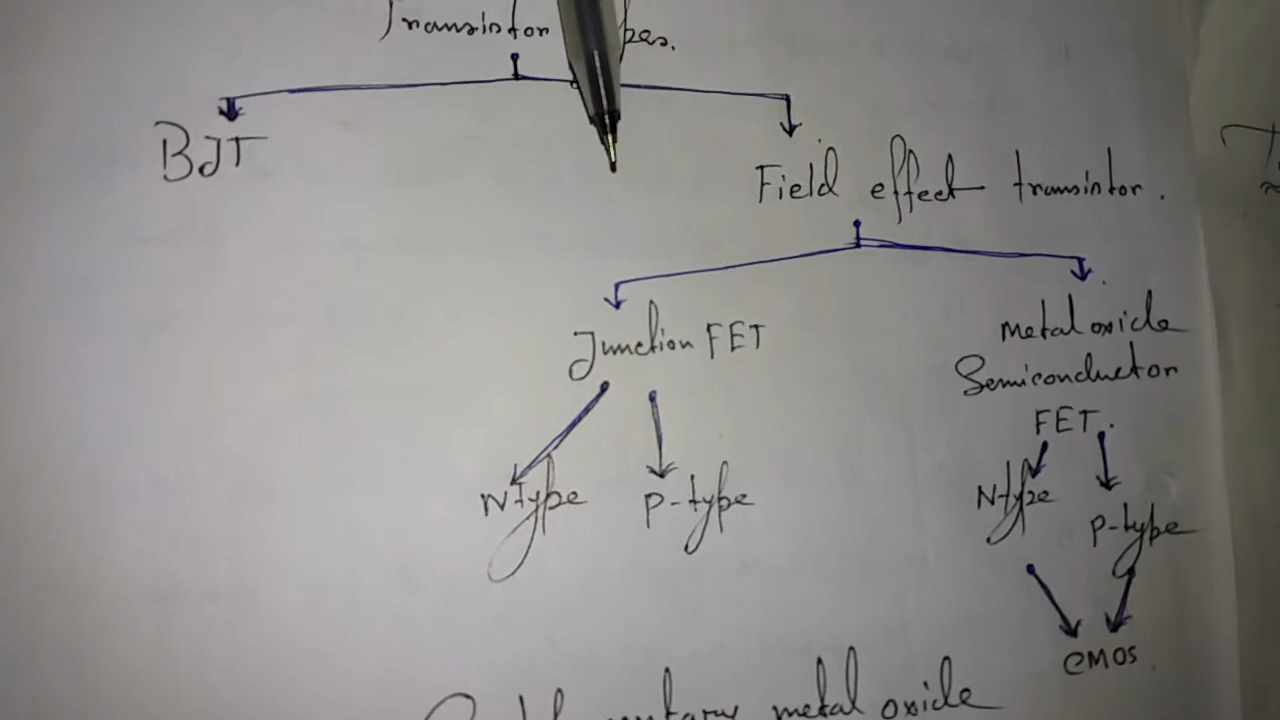 Transistor
BJT
Field effect transistor.
Junction FET
Metal oxide
Semiconductor
FET.
N-type P-type
N-type
P-type
CMOS
metal oxide